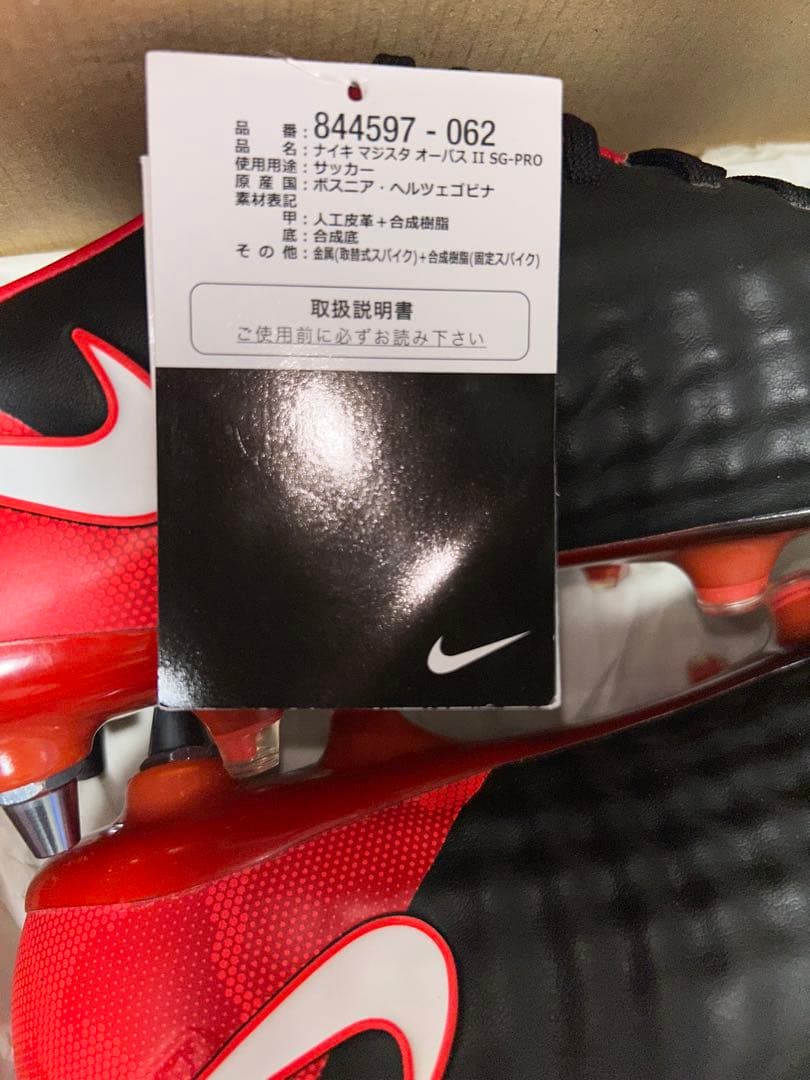 品番：844597 - 062
品名：ナイキ マジスタ オーパス II SG-PRO
使用用途：サッカー
原産国：ボスニア・ヘルツェゴビナ
素材表記
甲：人工皮革＋合成樹脂
底：合成底
その他：金属(取替式スパイク)＋合成樹脂(固定スパイク)
取扱説明書
ご使用前に必ずお読み下さい